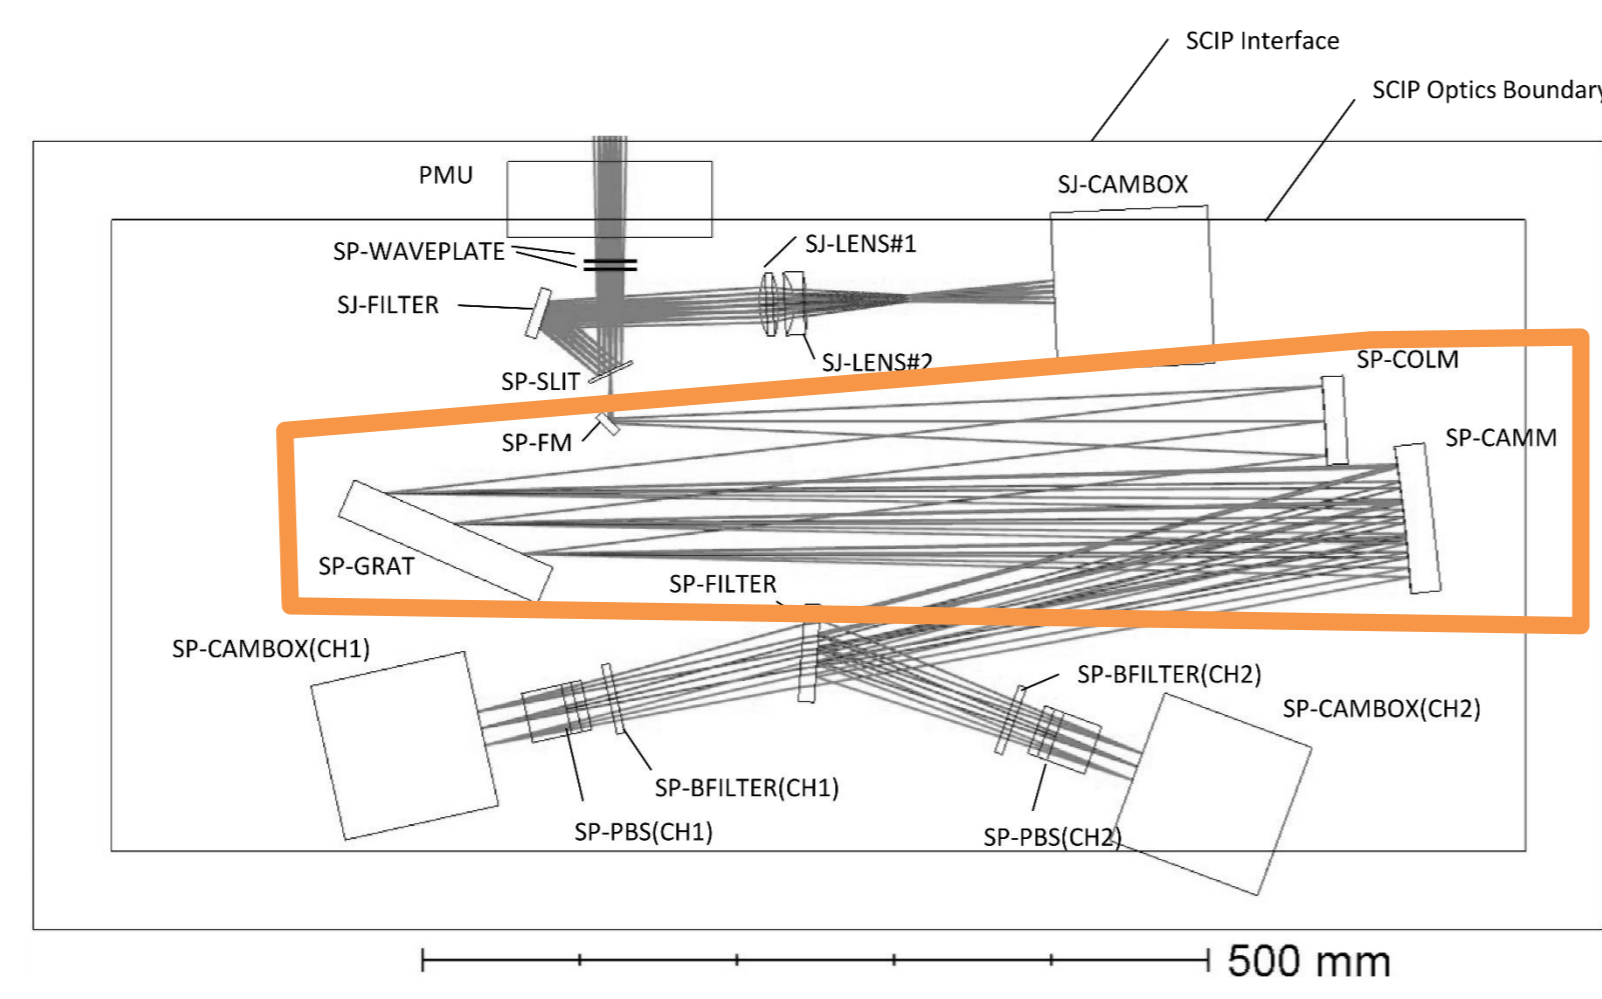 SCIP Interface
SCIP Optics Boundary
PMU
SJ-CAMBOX
SP-WAVEPLATE
SJ-LENS#1
SJ-FILTER
SJ-LENS#2
SP-COLM
SP-SLIT
SP-FM
SP-CAMM
SP-GRAT
SP-FILTER
SP-CAMBOX(CH1)
SP-BFILTER(CH2)
SP-CAMBOX(CH2)
SP-BFILTER(CH1)
SP-PBS(CH1)
SP-PBS(CH2)
500 mm